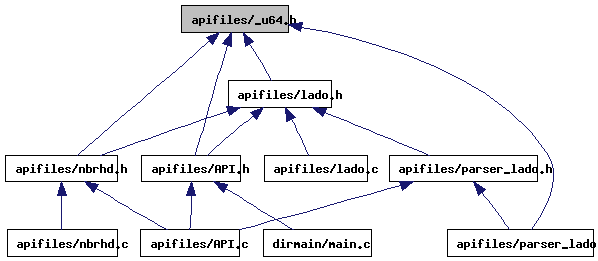 apifiles/_u64.h
apifiles/lado.h
apifiles/nbrhd.h
apifiles/API.h
apifiles/lado.c
apifiles/parser_lado.h
apifiles/nbrhd.c
apifiles/API.c
dirmain/main.c
apifiles/parser_lado